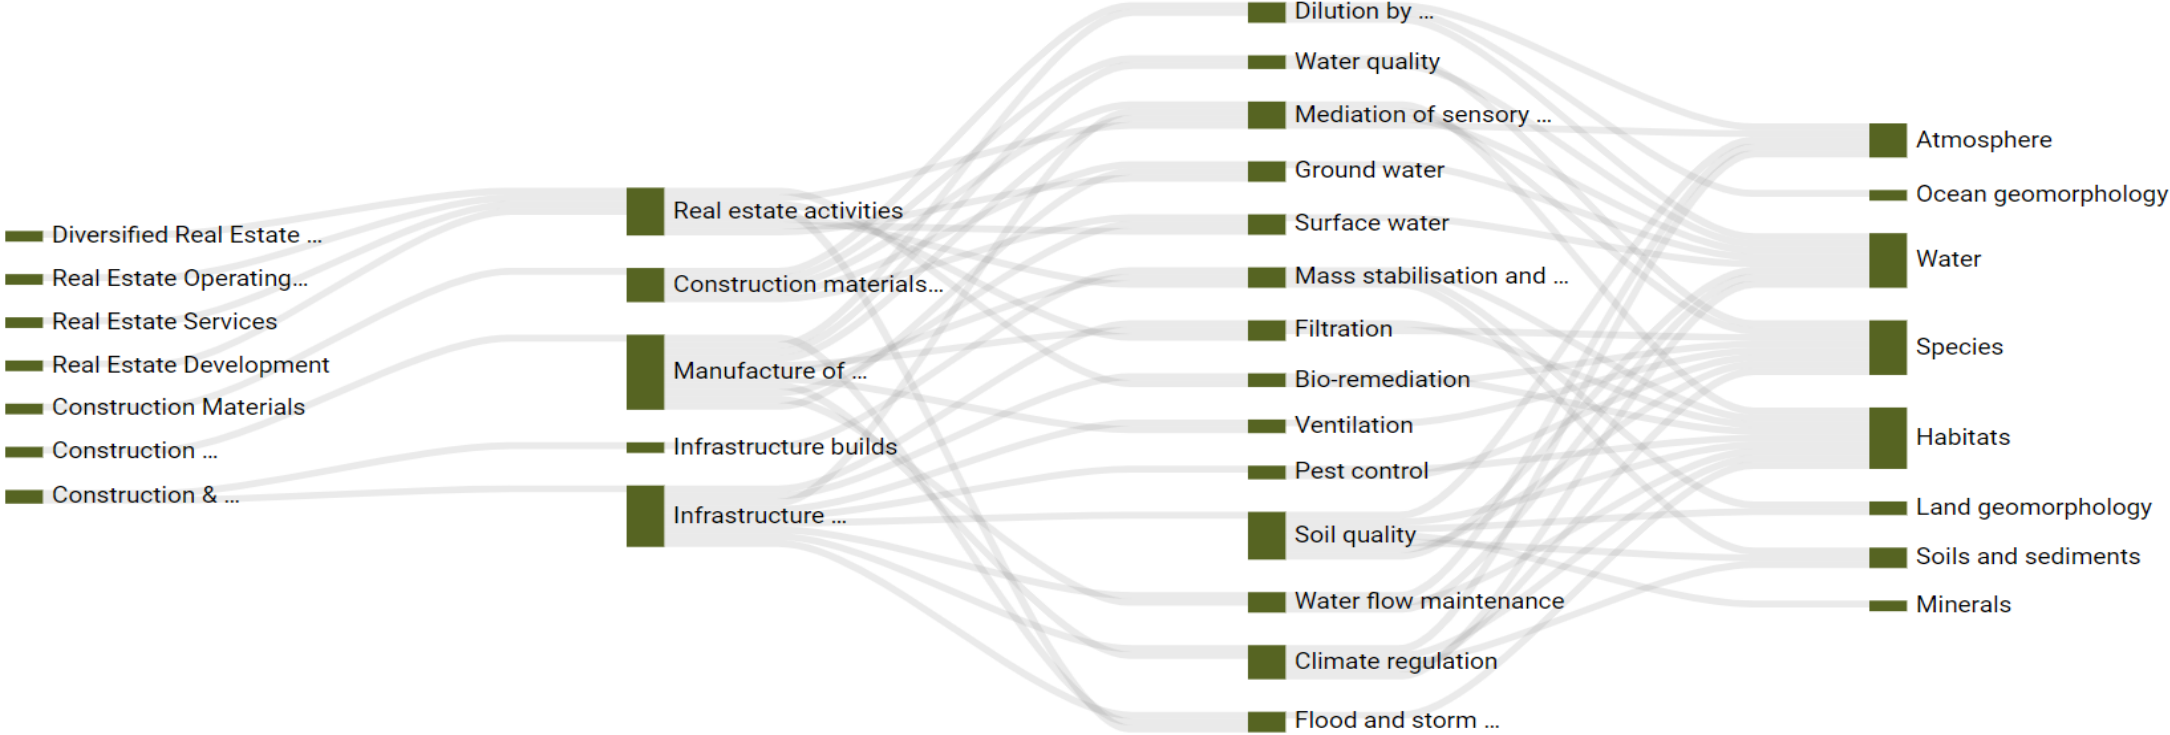 Diversified Real Estate ...
Real Estate Operating...
Real Estate Services
Real Estate Development
Construction Materials
Construction ...
Construction & ...
Real estate activities
Construction materials...
Manufacture of ...
Infrastructure builds
Infrastructure ...
Dilution by ...
Water quality
Mediation of sensory ...
Ground water
Surface water
Mass stabilisation and ...
Filtration
Bio-remediation
Ventilation
Pest control
Soil quality
Water flow maintenance
Climate regulation
Flood and storm ...
Atmosphere
Ocean geomorphology
Water
Species
Habitats
Land geomorphology
Soils and sediments
Minerals